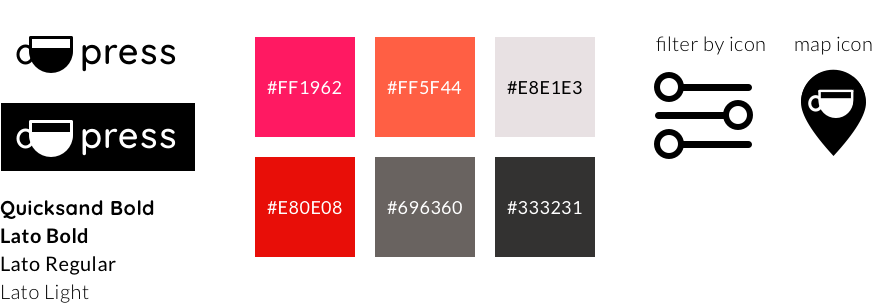 press
press
Quicksand Bold
Lato Bold
Lato Regular
Lato Light
#FF1962
#FF5F44
#E8E1E3
#E80E08
#696360
#333231
filter by icon
map icon